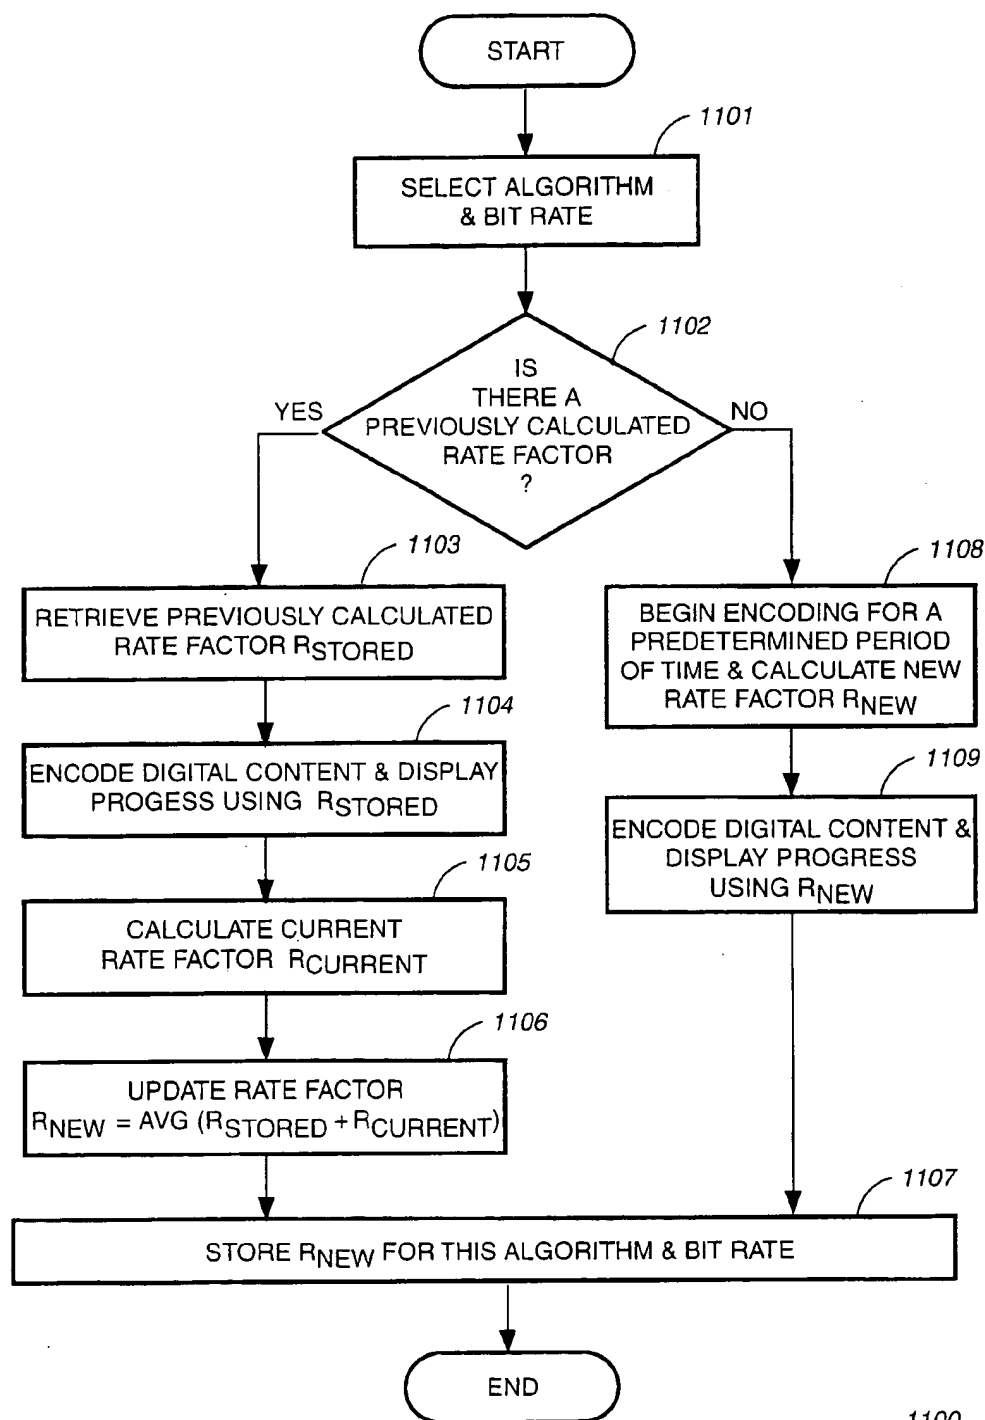 START
1101
SELECT ALGORITHM
& BIT RATE
1102
IS
THERE A
PREVIOUSLY CALCULATED
RATE FACTOR
?
YES
NO
1103
RETRIEVE PREVIOUSLY CALCULATED
RATE FACTOR RSTORED
1104
ENCODE DIGITAL CONTENT & DISPLAY
PROGESS USING RSTORED
1105
CALCULATE CURRENT
RATE FACTOR RCURRENT
1106
UPDATE RATE FACTOR
RNEW = AVG (RSTORED + RCURRENT)
1108
BEGIN ENCODING FOR A
PREDETERMINED PERIOD
OF TIME & CALCULATE NEW
RATE FACTOR RNEW
1109
ENCODE DIGITAL CONTENT &
DISPLAY PROGRESS
USING RNEW
1107
STORE RNEW FOR THIS ALGORITHM & BIT RATE
END
1100